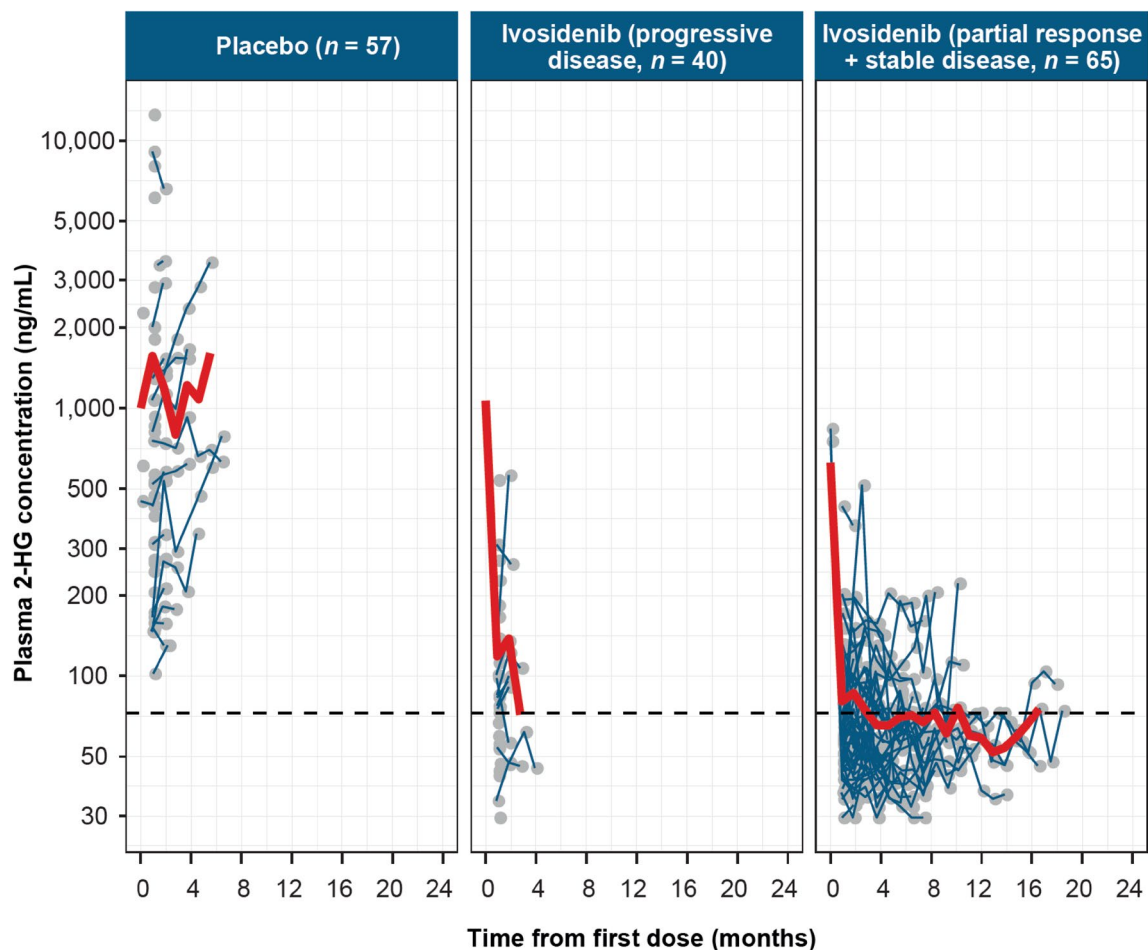 Placebo (n = 57)
Ivosidenib (progressive
disease, n = 40)
Ivosidenib (partial response
+ stable disease, n = 65)
Plasma 2-HG concentration (ng/mL)
10,000
5,000
3,000
2,000
1,000
500
300
200
100
50
30
0 4 8 12 16 20 24
0 4 8 12 16 20 24
0 4 8 12 16 20 24
Time from first dose (months)